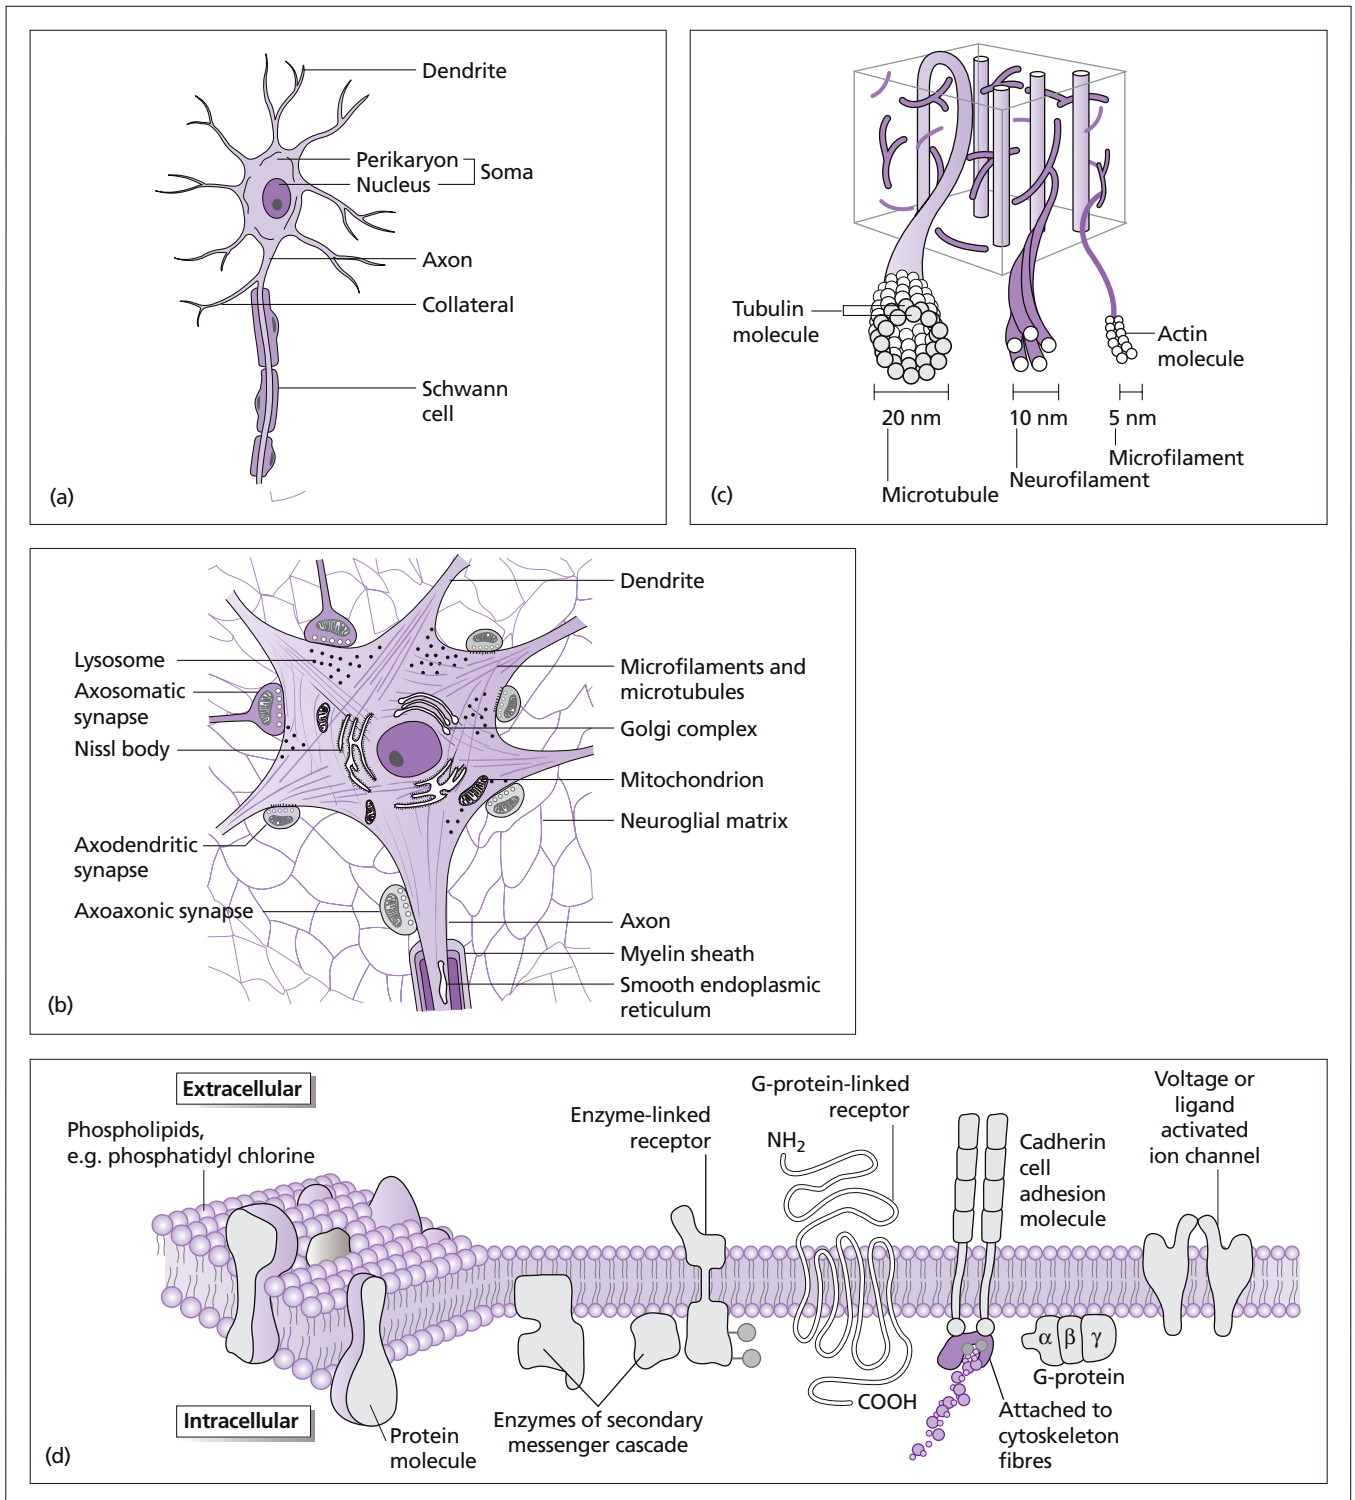 Dendrite
Perikaryon
Nucleus
Soma
Axon
Collateral
Schwann
cell
(a)
Tubulin
molecule
Actin
molecule
20 nm
10 nm
5 nm
Microfilament
Neurofilament
Microtubule
(c)
Dendrite
Lysosome
Microfilaments and
microtubules
Axosomatic
synapse
Golgi complex
Nissl body
Mitochondrion
Neuroglial matrix
Axodendritic
synapse
Axoaxonic synapse
Axon
Myelin sheath
Smooth endoplasmic
reticulum
(b)
Extracellular
Phospholipids,
e.g. phosphatidyl chlorine
Enzyme-linked
receptor
G-protein-linked
receptor
NH2
Cadherin
cell
adhesion
molecule
Voltage or
ligand
activated
ion channel
α β γ
G-protein
COOH
Attached to
cytoskeleton
fibres
Enzymes of secondary
messenger cascade
Intracellular
Protein
molecule
(d)